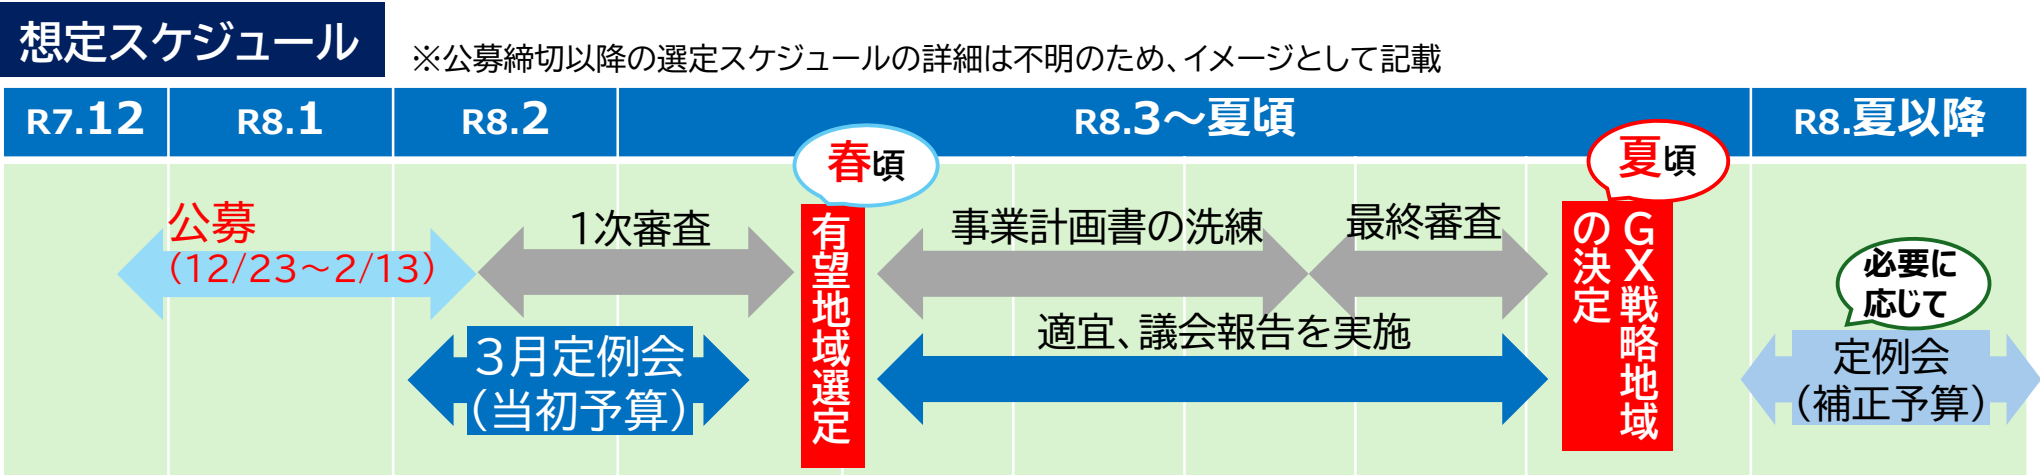 想定スケジュール
※公募締切以降の選定スケジュールの詳細は不明のため、イメージとして記載
R7.12
R8.1
R8.2
R8.3～夏頃
R8.夏以降
春頃
夏頃
公募
（12/23～2/13）
1次審査
有望地域選定
事業計画書の洗練
最終審査
GX戦略地域
の決定
3月定例会
（当初予算）
適宜、議会報告を実施
必要に
応じて
定例会
（補正予算）